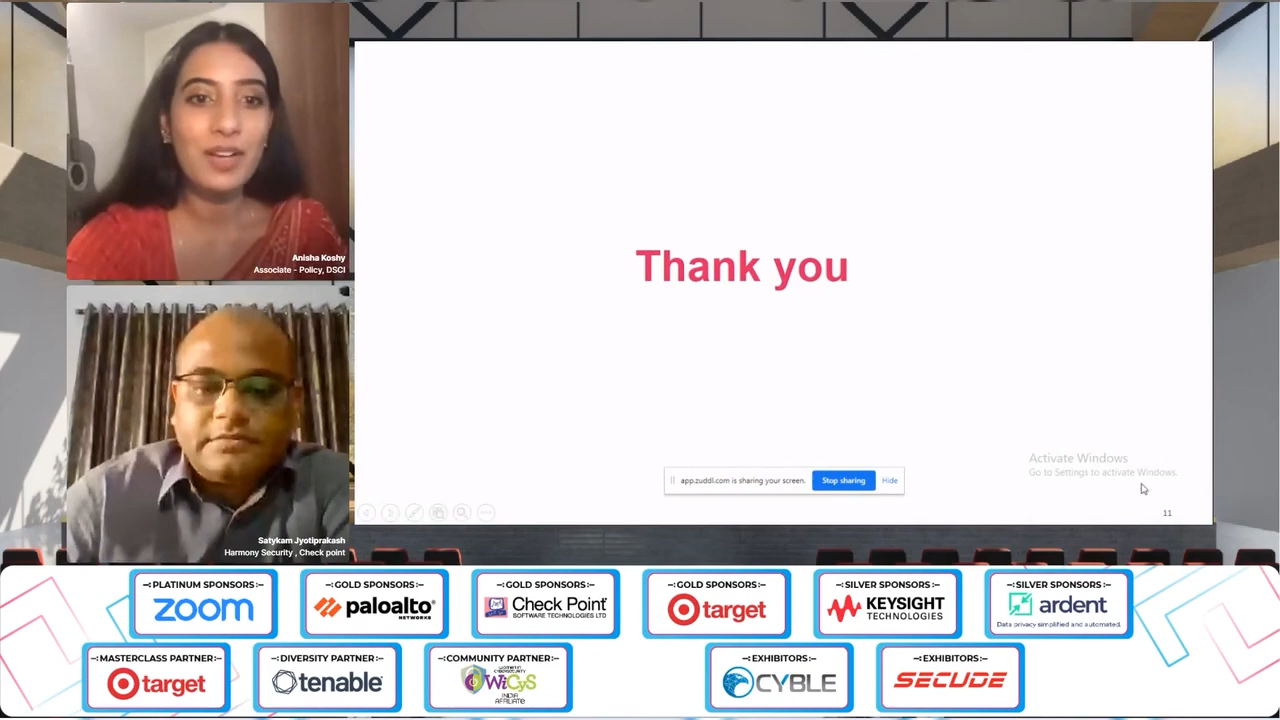 Anisha Koshy
Associate - Policy, DSCI
Satykam Jyotiprakash
Harmony Security , Check point
Thank you
app.zuddl.com is sharing your screen.
Stop sharing
Hide
Activate Windows
Go to Settings to activate Windows.
11
PLATINUM SPONSORS
zoom
GOLD SPONSORS
paloalto
NETWORKS
GOLD SPONSORS
Check Point
SOFTWARE TECHNOLOGIES LTD
GOLD SPONSORS
target
SILVER SPONSORS
KEYSIGHT
TECHNOLOGIES
SILVER SPONSORS
ardent
Data privacy simplified and automated.
MASTERCLASS PARTNER
target
DIVERSITY PARTNER
tenable
COMMUNITY PARTNER
WOMEN IN
CYBERSECURITY
WiCyS
INDIA
AFFILIATE
EXHIBITORS
CYBLE
EXHIBITORS
SECUDE